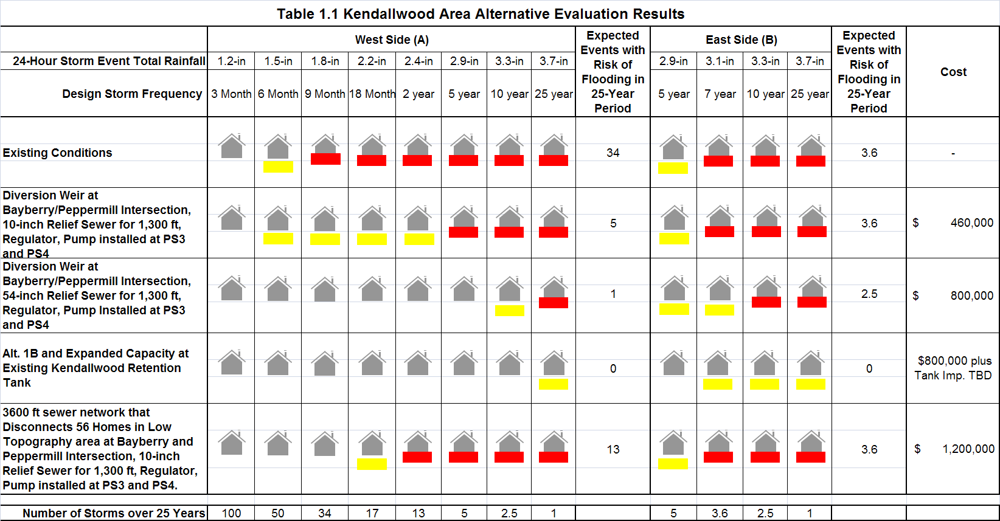 Table 1.1 Kendallwood Area Alternative Evaluation Results
West Side (A)
Expected
Events with
Risk of
Flooding in
25-Year
Period
East Side (B)
Expected
Events with
Risk of
Flooding in
25-Year
Period
Cost
24-Hour Storm Event Total Rainfall 1.2-in 1.5-in 1.8-in 2.2-in 2.4-in 2.9-in 3.3-in 3.7-in 2.9-in 3.1-in 3.3-in 3.7-in
Design Storm Frequency 3 Month 6 Month 9 Month 18 Month 2 year 5 year 10 year 25 year 5 year 7 year 10 year 25 year
Existing Conditions 34 3.6 -
Diversion Weir at
Bayberry/Peppermill Intersection,
10-inch Relief Sewer for 1,300 ft,
Regulator, Pump installed at PS3
and PS4
5 3.6 $ 460,000
Diversion Weir at
Bayberry/Peppermill Intersection,
54-inch Relief Sewer for 1,300 ft,
Regulator, Pump Installed at PS3
and PS4
1 2.5 $ 800,000
Alt. 1B and Expanded Capacity at
Existing Kendallwood Retention
Tank
0 0 $800,000 plus
Tank Imp. TBD
3600 ft sewer network that
Disconnects 56 Homes in Low
Topography area at Bayberry and
Peppermill Intersection, 10-inch
Relief Sewer for 1,300 ft, Regulator,
Pump installed at PS3 and PS4.
13 3.6 $ 1,200,000
Number of Storms over 25 Years 100 50 34 17 13 5 2.5 1 5 3.6 2.5 1